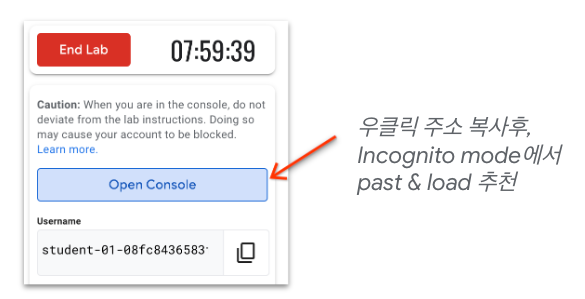 End Lab
07:59:39
Caution: When you are in the console, do not
deviate from the lab instructions. Doing so
may cause your account to be blocked.
Learn more.
Open Console
Username
student-01-08fc8436583
우클릭 주소 복사후,
Incognito mode에서
past & load 추천